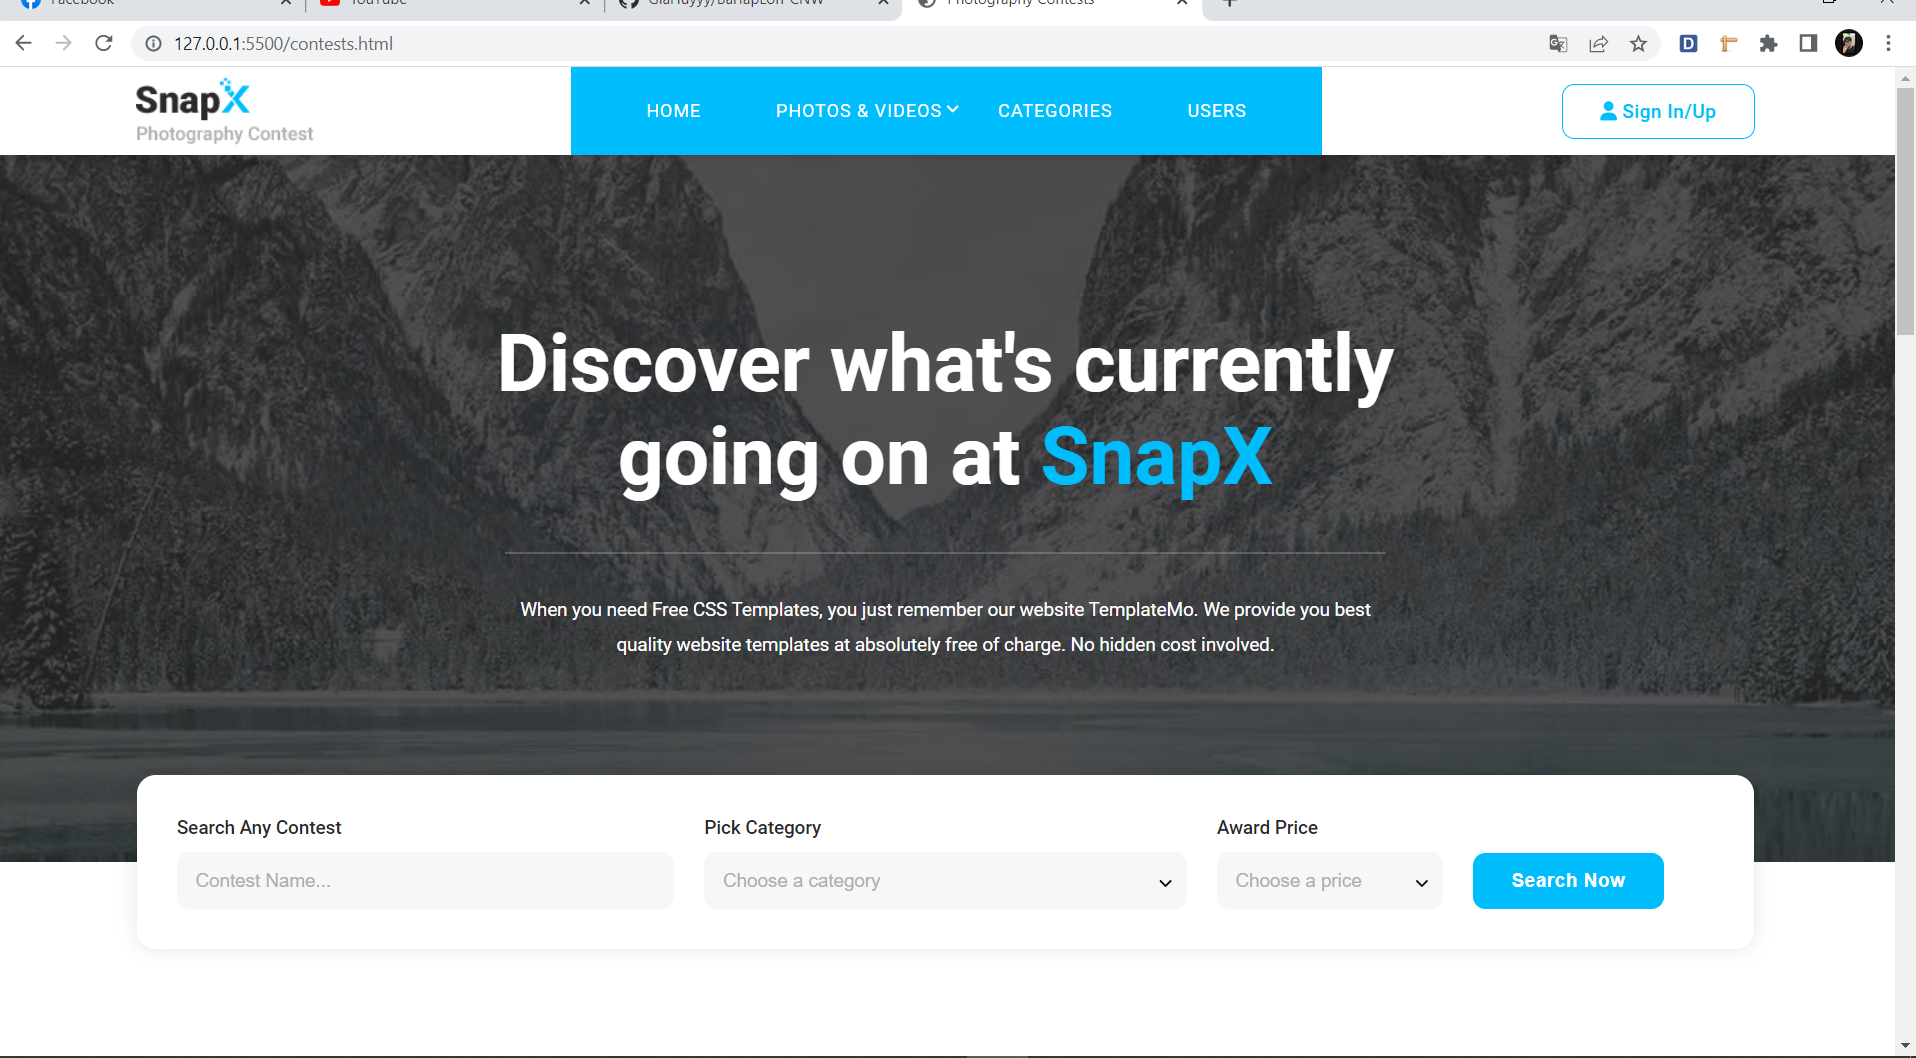 Facebook
YouTube
Photography Contests
127.0.0.1:5500/contests.html
SnapX
Photography Contest
HOME
PHOTOS & VIDEOS
CATEGORIES
USERS
Sign In/Up
Discover what's currently
going on at SnapX
When you need Free CSS Templates, you just remember our website TemplateMo. We provide you best
quality website templates at absolutely free of charge. No hidden cost involved.
Search Any Contest
Pick Category
Award Price
Contest Name...
Choose a category
Choose a price
Search Now